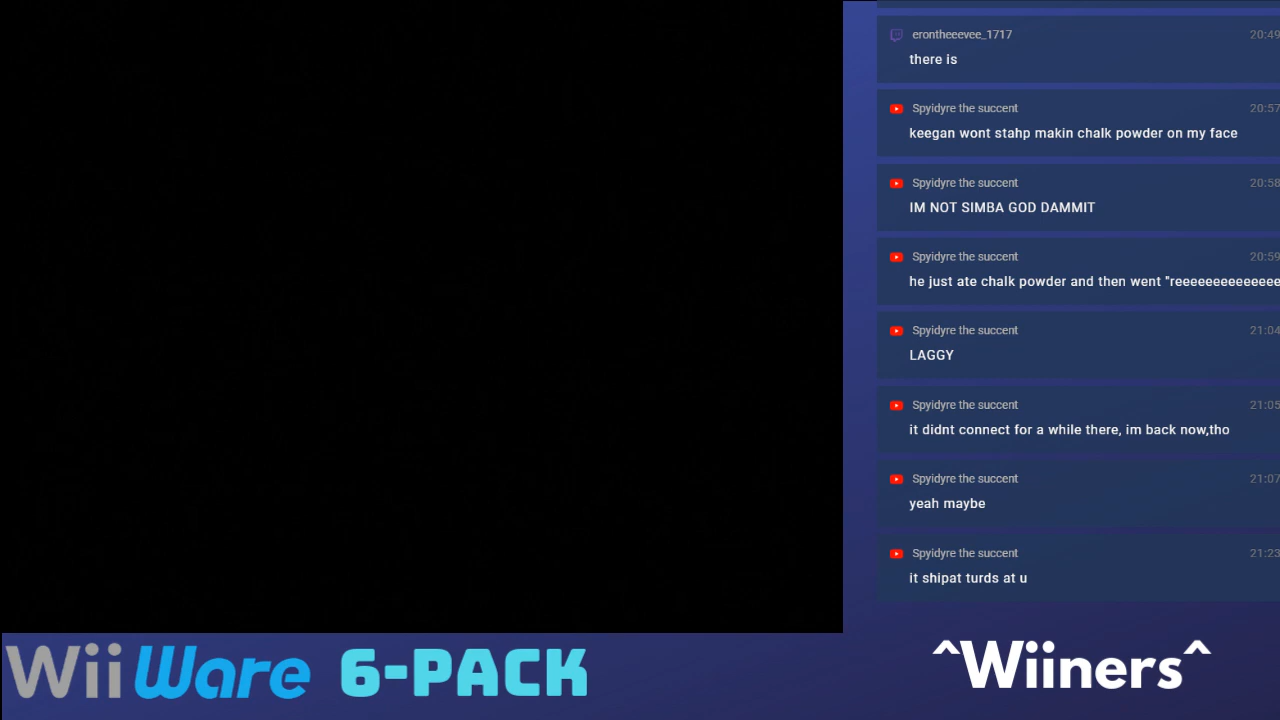 erontheeevee_1717 20:49
there is
Spyidyre the succent 20:57
keegan wont stahp makin chalk powder on my face
Spyidyre the succent 20:58
IM NOT SIMBA GOD DAMMIT
Spyidyre the succent 20:59
he just ate chalk powder and then went "reeeeeeeeeeeeee
Spyidyre the succent 21:04
LAGGY
Spyidyre the succent 21:05
it didnt connect for a while there, im back now,tho
Spyidyre the succent 21:07
yeah maybe
Spyidyre the succent 21:23
it shipat turds at u
WiiWare 6-PACK
^Wiiners^